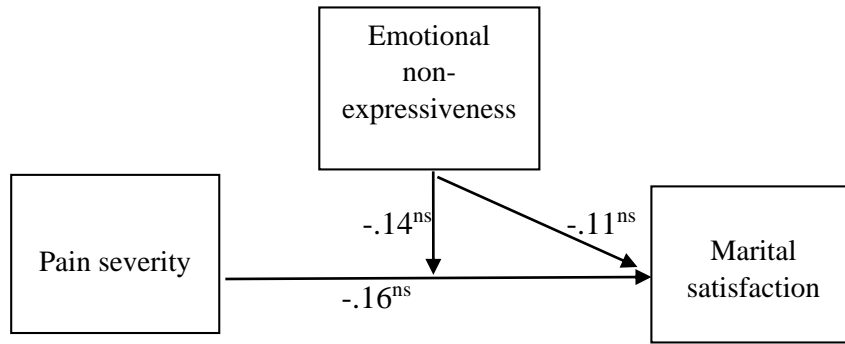 Emotional
non-
expressiveness
-.14ns
-.11ns
Pain severity
Marital
satisfaction
-.16ns